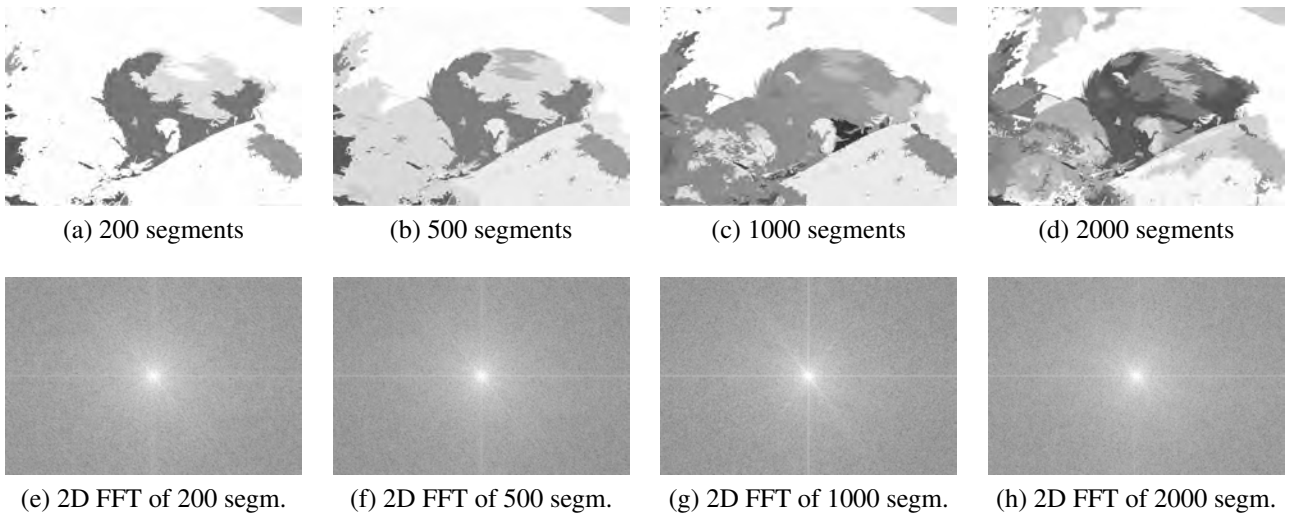 (a) 200 segments
(b) 500 segments
(c) 1000 segments
(d) 2000 segments
(e) 2D FFT of 200 segm.
(f) 2D FFT of 500 segm.
(g) 2D FFT of 1000 segm.
(h) 2D FFT of 2000 segm.